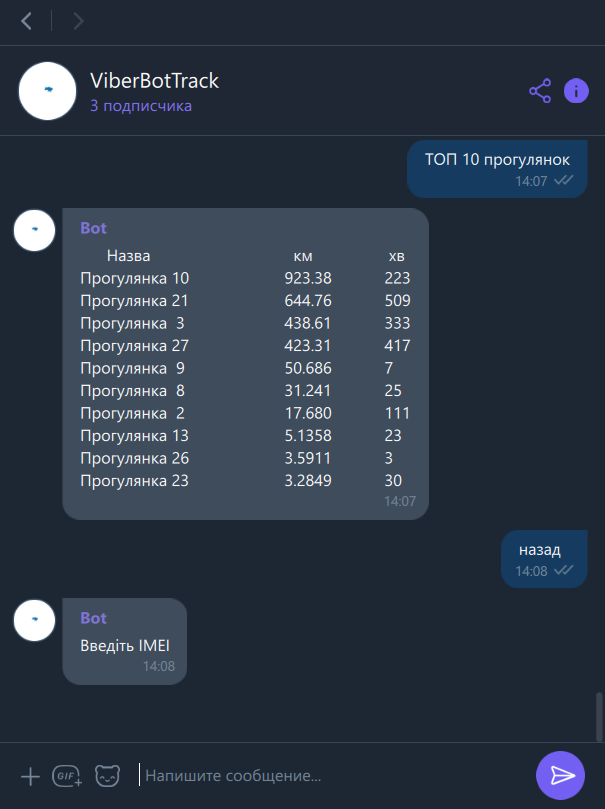 ViberBotTrack
3 подписчика
ТОП 10 прогулянок
14:07
Bot
Назва км хв
Прогулянка 10 923.38 223
Прогулянка 21 644.76 509
Прогулянка 3 438.61 333
Прогулянка 27 423.31 417
Прогулянка 9 50.686 7
Прогулянка 8 31.241 25
Прогулянка 2 17.680 111
Прогулянка 13 5.1358 23
Прогулянка 26 3.5911 3
Прогулянка 23 3.2849 30
14:07
назад
14:08
Bot
Введіть IMEI
14:08
GIF Напишите сообщение...